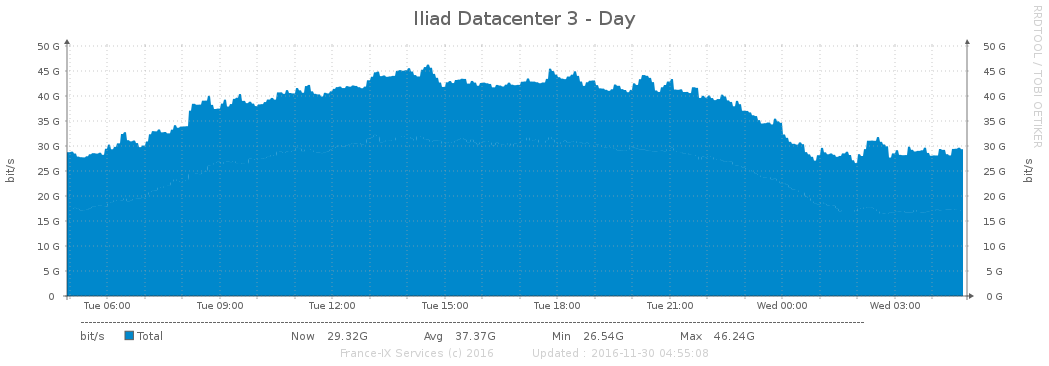 Iliad Datacenter 3 - Day
RRDTOOL / TOBI OETIKER
50 G 50 G
45 G 45 G
40 G 40 G
35 G 35 G
30 G 30 G
25 G 25 G
20 G 20 G
15 G 15 G
10 G 10 G
5 G 5 G
0 0 G
bit/s bit/s
Tue 06:00 Tue 09:00 Tue 12:00 Tue 15:00 Tue 18:00 Tue 21:00 Wed 00:00 Wed 03:00
bit/s Total Now 29.32G Avg 37.37G Min 26.54G Max 46.24G
France-IX Services (c) 2016 Updated : 2016-11-30 04:55:08